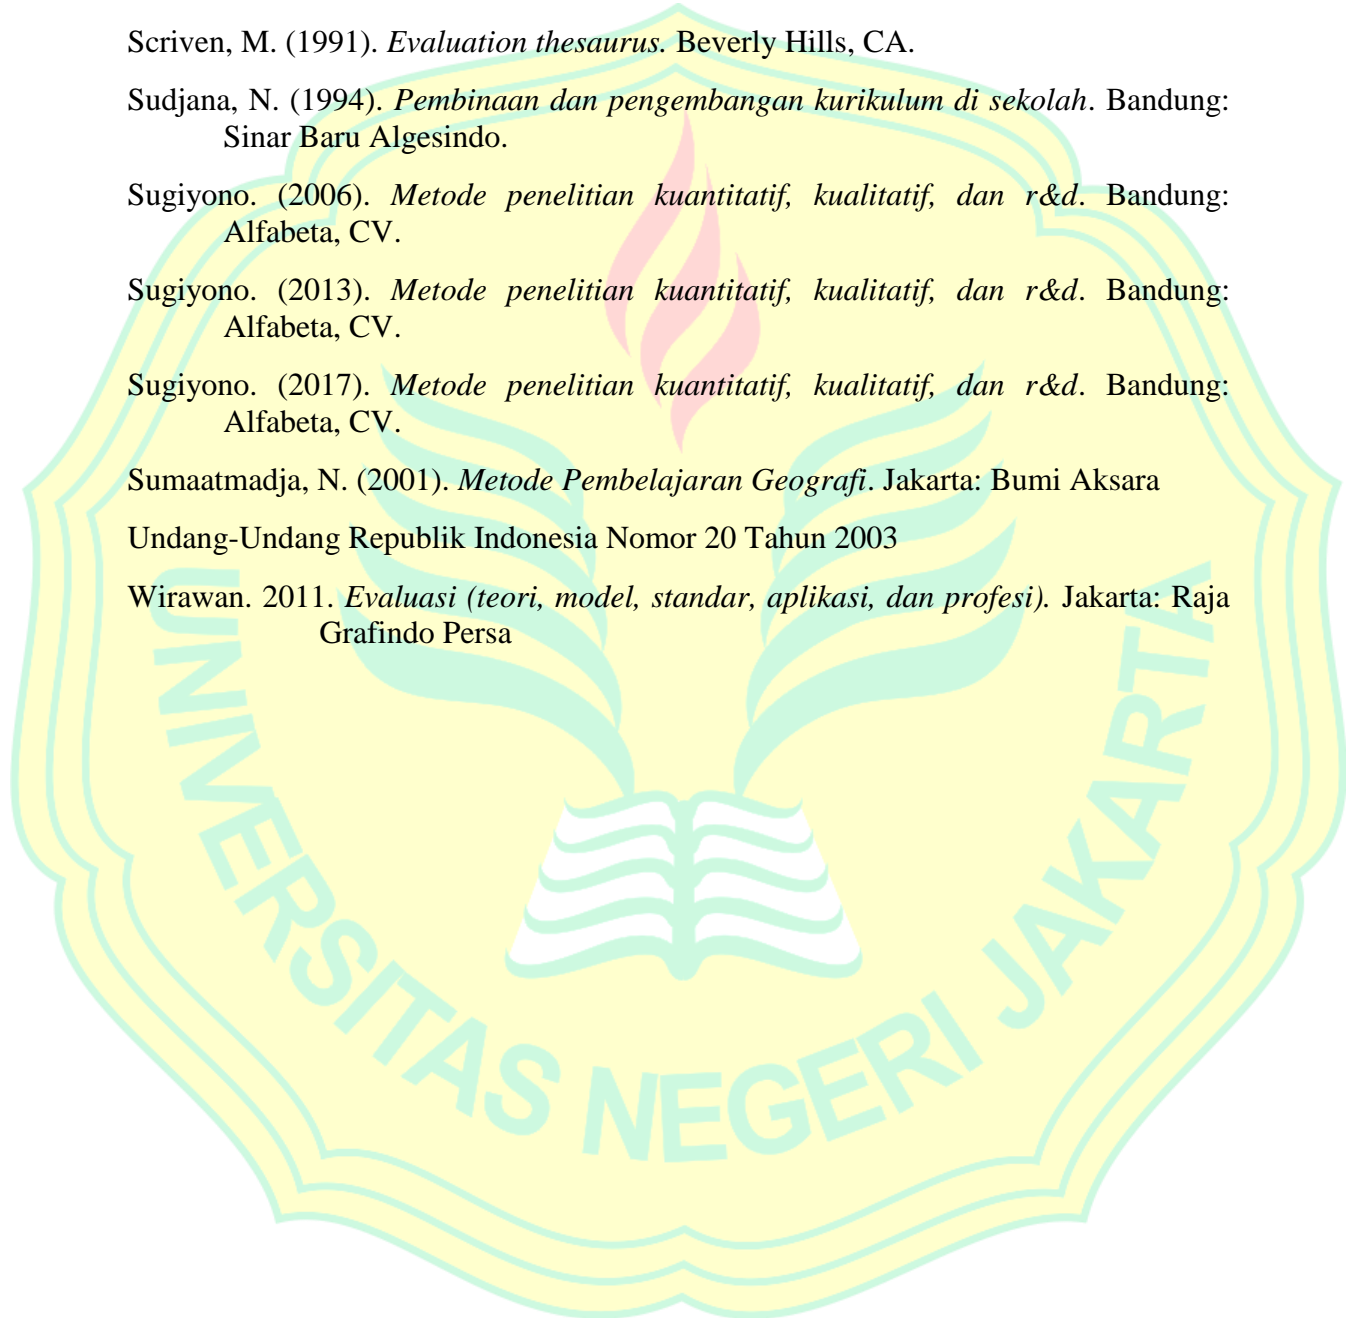 Scriven, M. (1991). Evaluation thesaurus. Beverly Hills, CA.
Sudjana, N. (1994). Pembinaan dan pengembangan kurikulum di sekolah. Bandung:
Sinar Baru Algesindo.
Sugiyono. (2006). Metode penelitian kuantitatif, kualitatif, dan r&d. Bandung:
Alfabeta, CV.
Sugiyono. (2013). Metode penelitian kuantitatif, kualitatif, dan r&d. Bandung:
Alfabeta, CV.
Sugiyono. (2017). Metode penelitian kuantitatif, kualitatif, dan r&d. Bandung:
Alfabeta, CV.
Sumaatmadja, N. (2001). Metode Pembelajaran Geografi. Jakarta: Bumi Aksara
Undang-Undang Republik Indonesia Nomor 20 Tahun 2003
Wirawan. 2011. Evaluasi (teori, model, standar, aplikasi, dan profesi). Jakarta: Raja
Grafindo Persa
UNIVERSITAS NEGERI JAKARTA